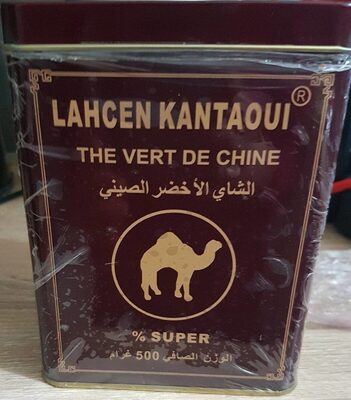 LAHCEN KANTAOUI ®
THE VERT DE CHINE
الشاي الأخضر الصيني
% SUPER
الوزن الصافي 500 غرام